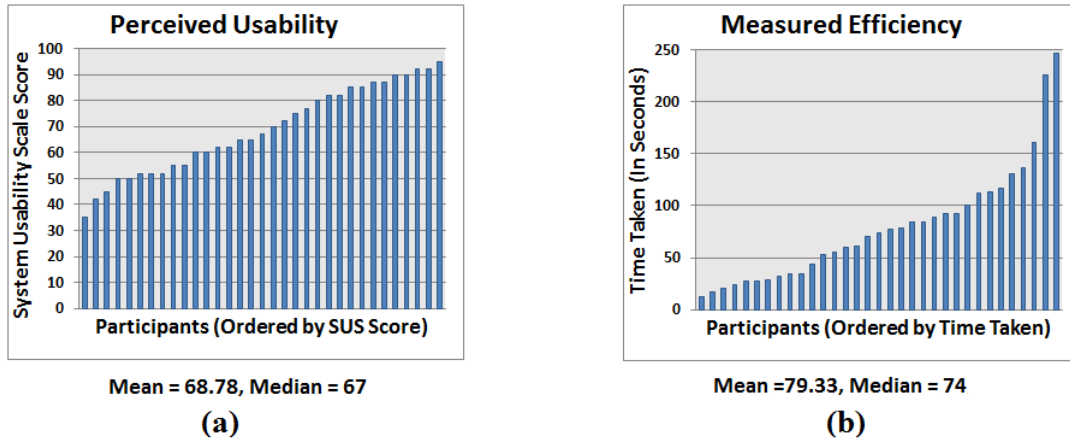 Perceived Usability
System Usability Scale Score
100
90
80
70
60
50
40
30
20
10
0
Participants (Ordered by SUS Score)
Mean = 68.78, Median = 67
(a)
Measured Efficiency
Time Taken (In Seconds)
250
200
150
100
50
0
Participants (Ordered by Time Taken)
Mean =79.33, Median = 74
(b)